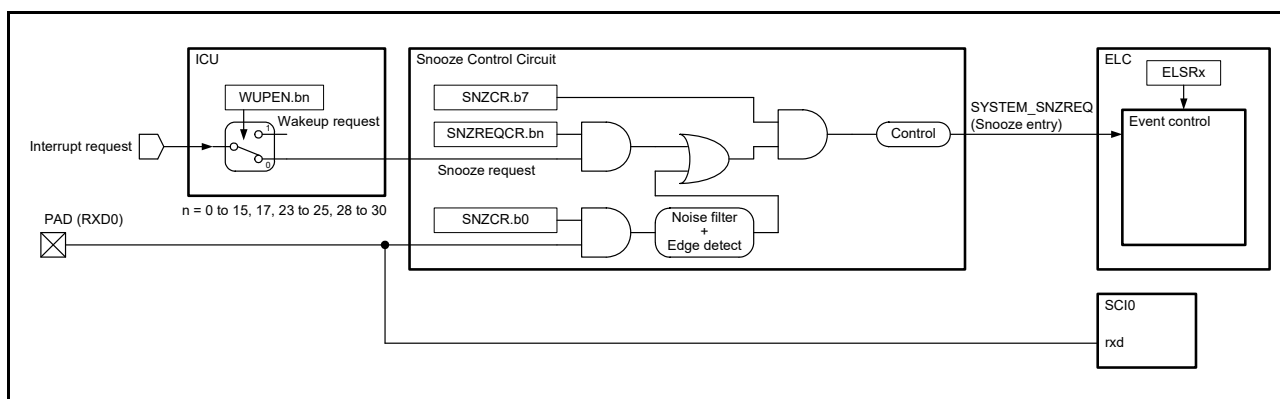 ICU
WUPEN.bn
1
Wakeup request
0
Interrupt request
n = 0 to 15, 17, 23 to 25, 28 to 30
PAD (RXD0)
Snooze Control Circuit
SNZCR.b7
SNZREQCR.bn
Snooze request
SNZCR.b0
Noise filter
+
Edge detect
Control
SYSTEM_SNZREQ
(Snooze entry)
ELC
ELSRx
Event control
SCI0
rxd